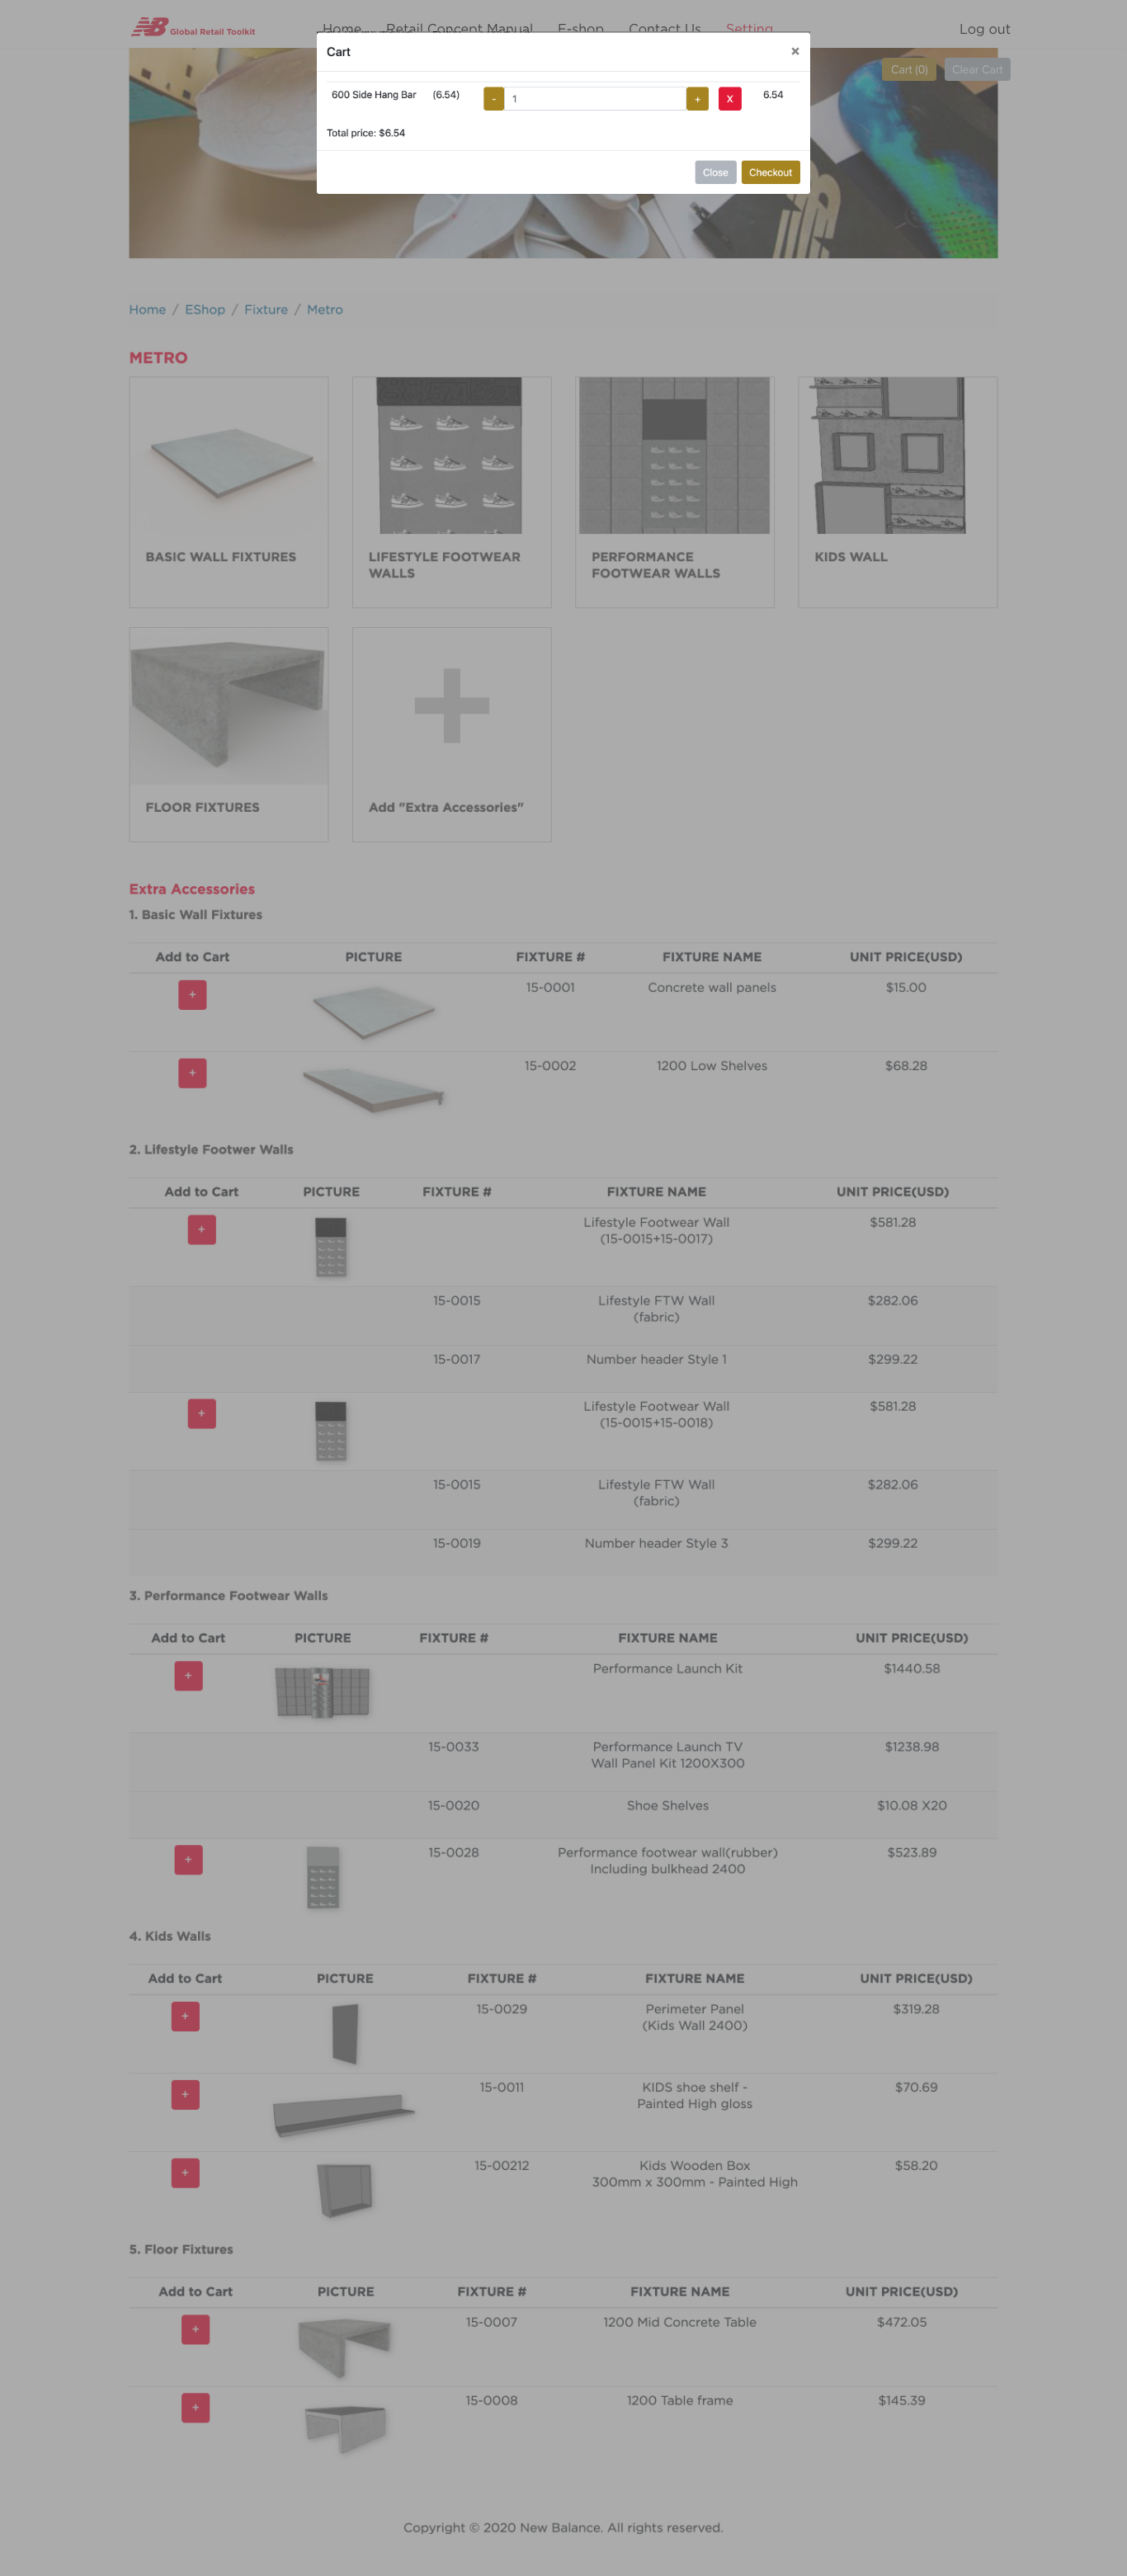 NB Global Retail Toolkit
Home Retail Concept Manual E-shop Contact Us Setting Log out
Cart ×
Cart (0) Clear Cart
600 Side Hang Bar (6.54) - 1 + X 6.54
Total price: $6.54
Close Checkout
Home / EShop / Fixture / Metro
METRO
BASIC WALL FIXTURES
LIFESTYLE FOOTWEAR
WALLS
PERFORMANCE
FOOTWEAR WALLS
KIDS WALL
FLOOR FIXTURES
Add "Extra Accessories"
Extra Accessories
1. Basic Wall Fixtures
Add to Cart PICTURE FIXTURE # FIXTURE NAME UNIT PRICE(USD)
+ 15-0001 Concrete wall panels $15.00
+ 15-0002 1200 Low Shelves $68.28
2. Lifestyle Footwer Walls
Add to Cart PICTURE FIXTURE # FIXTURE NAME UNIT PRICE(USD)
+ Lifestyle Footwear Wall $581.28
(15-0015+15-0017)
15-0015 Lifestyle FTW Wall $282.06
(fabric)
15-0017 Number header Style 1 $299.22
+ Lifestyle Footwear Wall $581.28
(15-0015+15-0018)
15-0015 Lifestyle FTW Wall $282.06
(fabric)
15-0019 Number header Style 3 $299.22
3. Performance Footwear Walls
Add to Cart PICTURE FIXTURE # FIXTURE NAME UNIT PRICE(USD)
+ Performance Launch Kit $1440.58
15-0033 Performance Launch TV $1238.98
Wall Panel Kit 1200X300
15-0020 Shoe Shelves $10.08 X20
+ 15-0028 Performance footwear wall(rubber) $523.89
Including bulkhead 2400
4. Kids Walls
Add to Cart PICTURE FIXTURE # FIXTURE NAME UNIT PRICE(USD)
+ 15-0029 Perimeter Panel $319.28
(Kids Wall 2400)
+ 15-0011 KIDS shoe shelf - $70.69
Painted High gloss
+ 15-00212 Kids Wooden Box $58.20
300mm x 300mm - Painted High
5. Floor Fixtures
Add to Cart PICTURE FIXTURE # FIXTURE NAME UNIT PRICE(USD)
+ 15-0007 1200 Mid Concrete Table $472.05
+ 15-0008 1200 Table frame $145.39
Copyright © 2020 New Balance. All rights reserved.